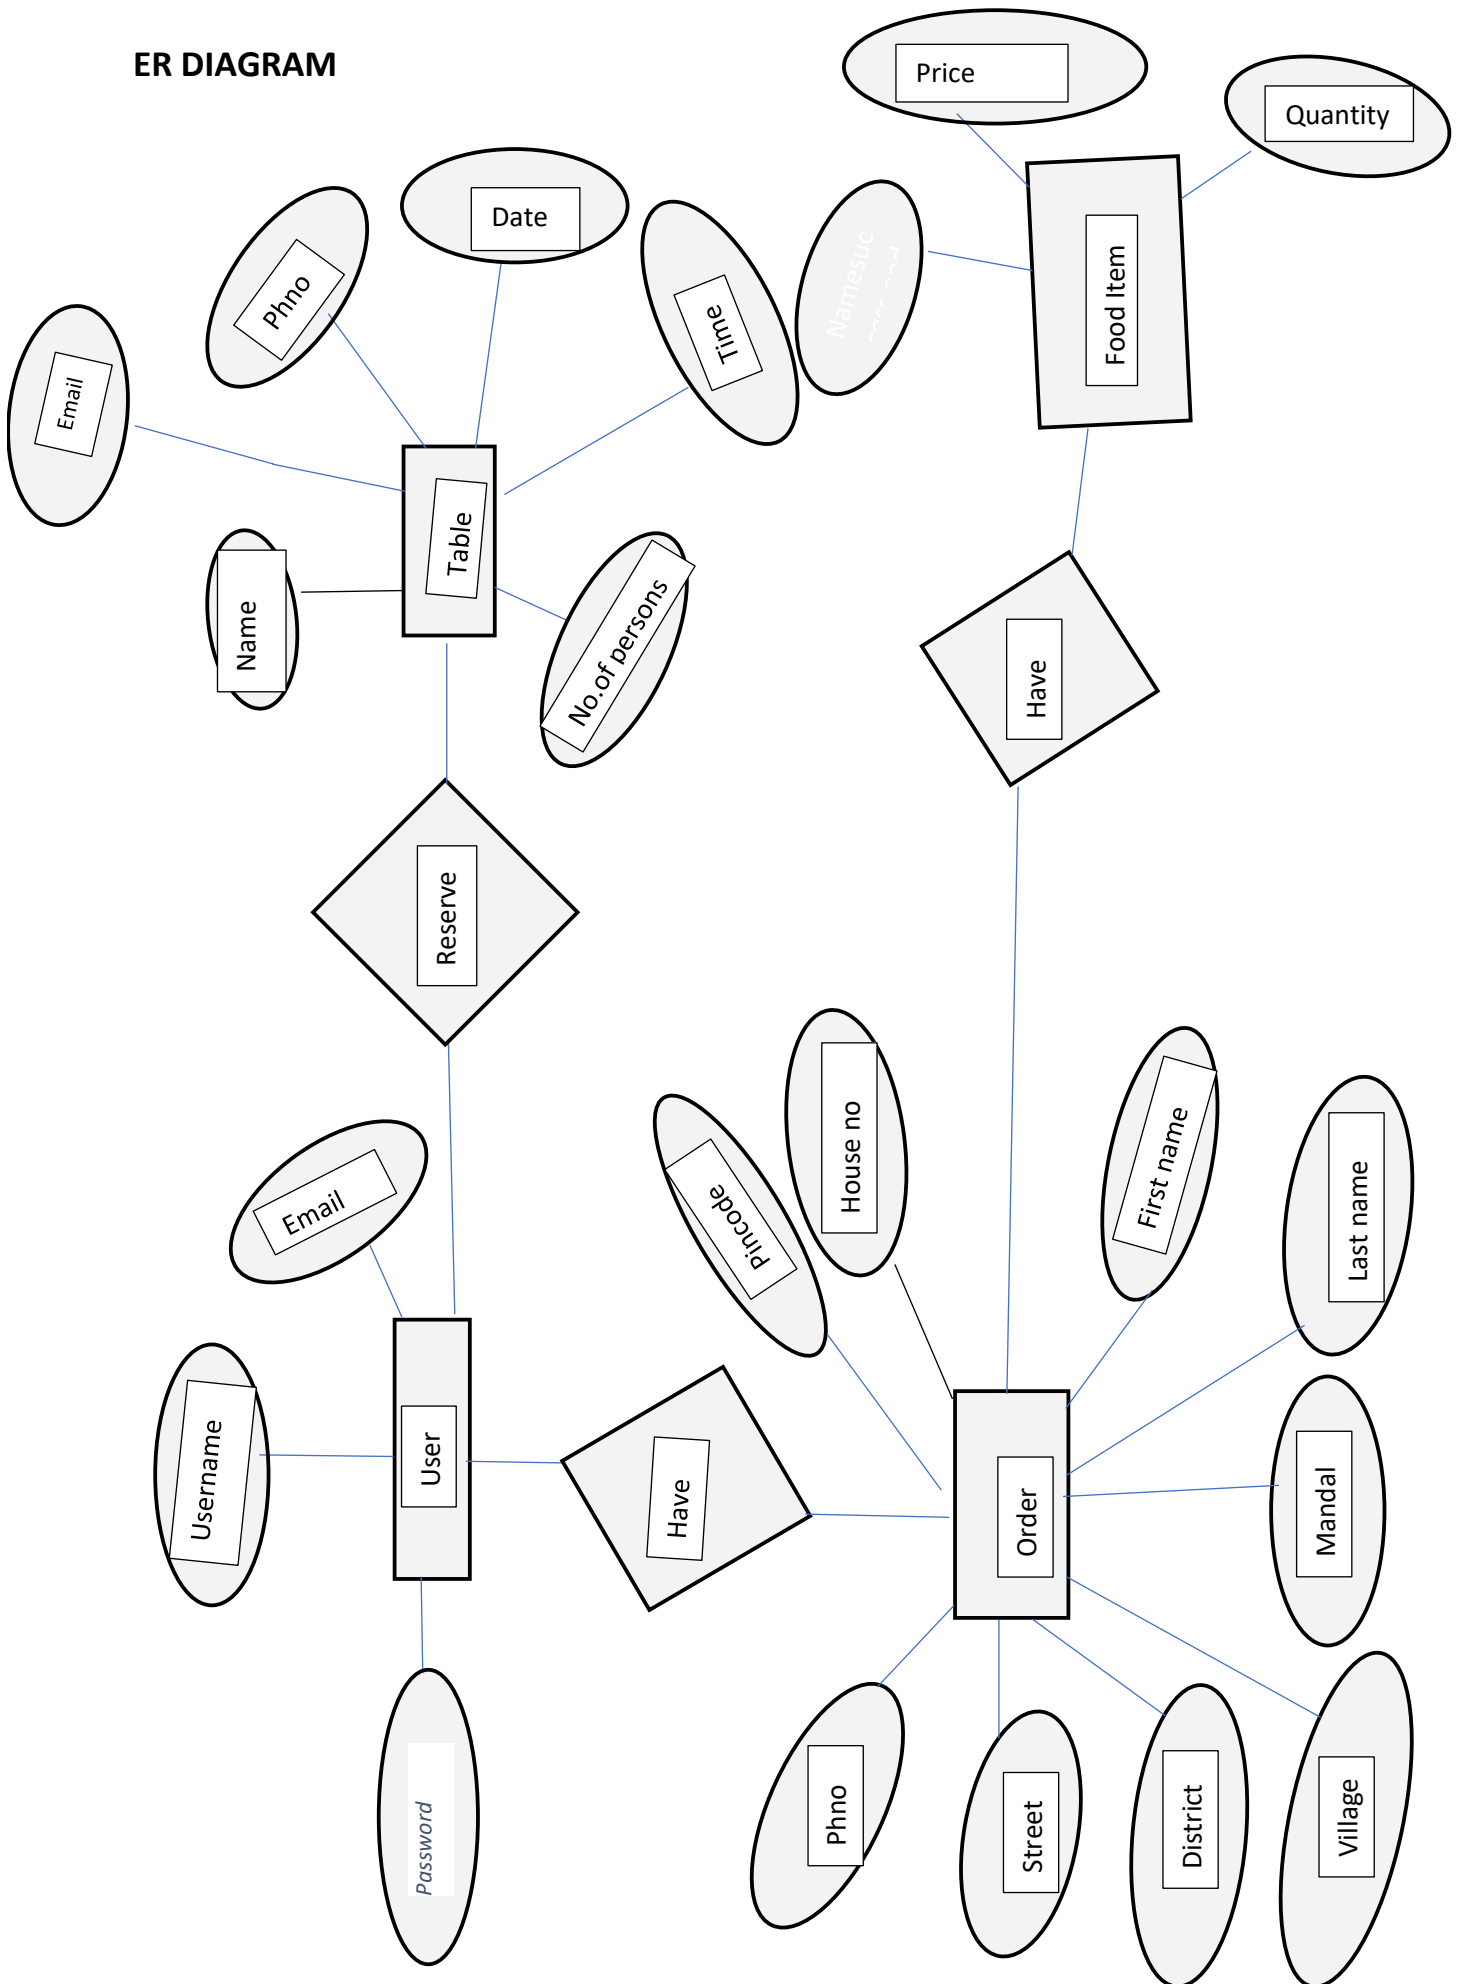 ER DIAGRAM
Price
Quantity
Date
Phno
Time
Namesuc
Food Item
Email
Table
Name
No.of persons
Have
Reserve
House no
First name
Pincode
Last name
Email
User
Username
Have
Order
Mandal
Password
Phno
Street
District
Village